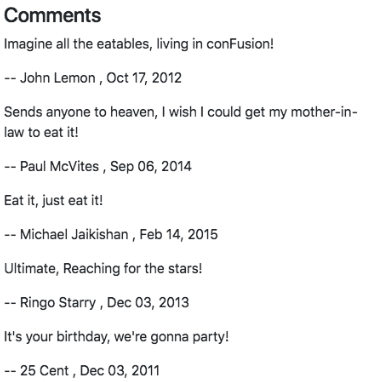 Comments
Imagine all the eatables, living in conFusion!
-- John Lemon , Oct 17, 2012
Sends anyone to heaven, I wish I could get my mother-in-
law to eat it!
-- Paul McVites , Sep 06, 2014
Eat it, just eat it!
-- Michael Jaikishan , Feb 14, 2015
Ultimate, Reaching for the stars!
-- Ringo Starry , Dec 03, 2013
It's your birthday, we're gonna party!
-- 25 Cent , Dec 03, 2011